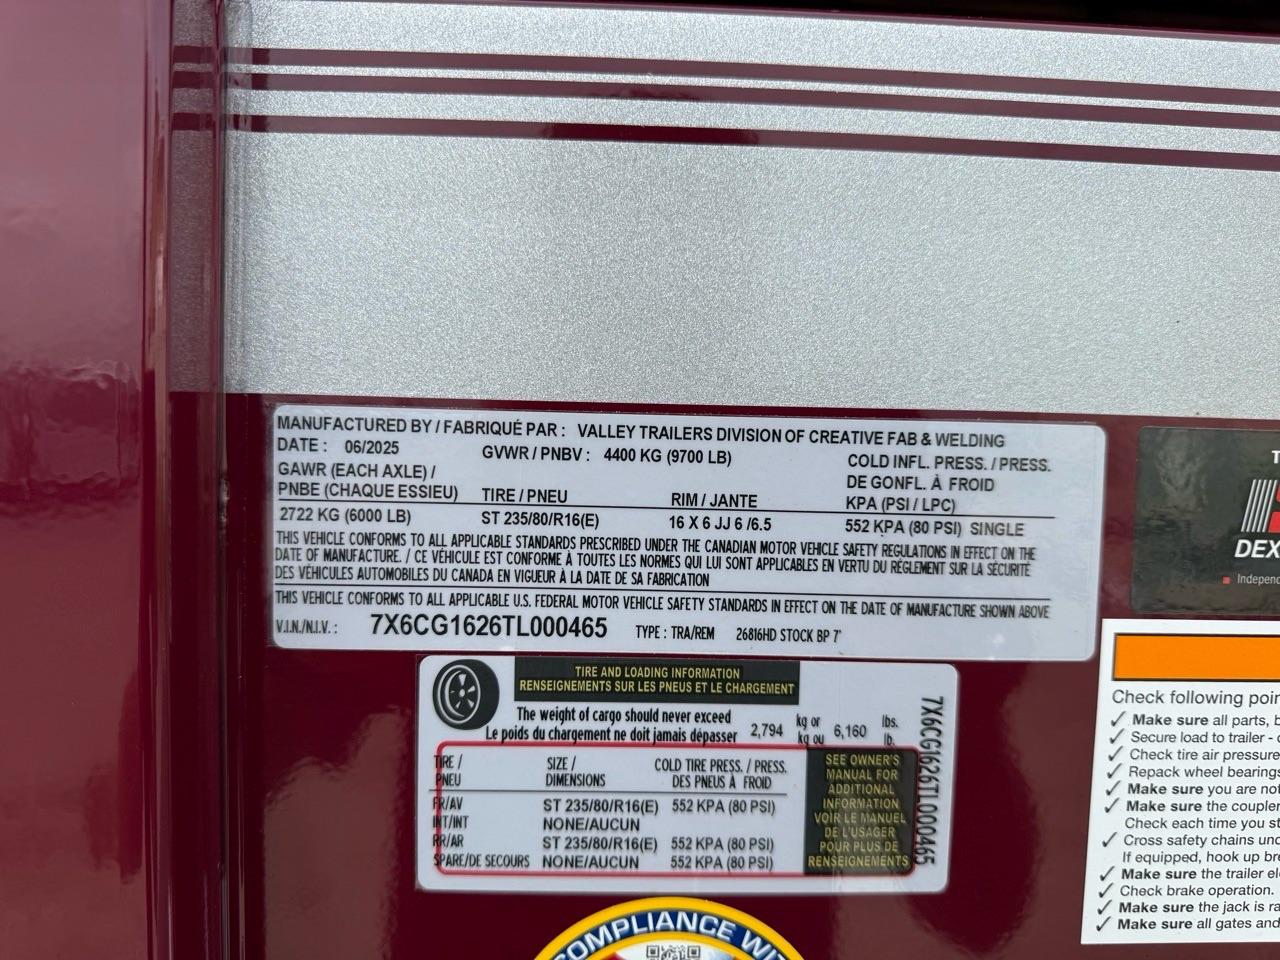 MANUFACTURED BY / FABRIQUÉ PAR : VALLEY TRAILERS DIVISION OF CREATIVE FAB & WELDING
DATE : 06/2025 GVWR / PNBV : 4400 KG (9700 LB)
COLD INFL. PRESS. / PRESS.
GAWR (EACH AXLE) / DE GONFL. À FROID
PNBE (CHAQUE ESSIEU) TIRE / PNEU RIM / JANTE KPA (PSI / LPC)
2722 KG (6000 LB) ST 235/80/R16(E) 16 X 6 JJ 6 /6.5 552 KPA (80 PSI) SINGLE
THIS VEHICLE CONFORMS TO ALL APPLICABLE STANDARDS PRESCRIBED UNDER THE CANADIAN MOTOR VEHICLE SAFETY REGULATIONS IN EFFECT ON THE
DATE OF MANUFACTURE. / CE VÉHICULE EST CONFORME À TOUTES LES NORMES QUI LUI SONT APPLICABLES EN VERTU DU RÉGLEMENT SUR LA SÉCURITÉ
DES VÉHICULES AUTOMOBILES DU CANADA EN VIGUEUR À LA DATE DE SA FABRICATION
THIS VEHICLE CONFORMS TO ALL APPLICABLE U.S. FEDERAL MOTOR VEHICLE SAFETY STANDARDS IN EFFECT ON THE DATE OF MANUFACTURE SHOWN ABOVE
V.I.N./N.I.V. : 7X6CG1626TL000465 TYPE : TRA/REM 26816HD STOCK BP 7'
TIRE AND LOADING INFORMATION
RENSEIGNEMENTS SUR LES PNEUS ET LE CHARGEMENT
The weight of cargo should never exceed
Le poids du chargement ne doit jamais dépasser
2,794 kg or
kg ou 6,160 lbs.
lb.
TIRE / SIZE / COLD TIRE PRESS. / PRESS.
PNEU DIMENSIONS DES PNEUS À FROID
FR/AV ST 235/80/R16(E) 552 KPA (80 PSI)
INT/INT NONE/AUCUN
RR/AR ST 235/80/R16(E) 552 KPA (80 PSI)
SPARE/DE SECOURS NONE/AUCUN 552 KPA (80 PSI)
SEE OWNER'S
MANUAL FOR
ADDITIONAL
INFORMATION
VOIR LE MANUEL
DE L'USAGER
POUR PLUS DE
RENSEIGNEMENTS
7X6CG1626TL000465
COMPLIANCE WIT
T
DEX
Independ
Check following poin
✓ Make sure all parts, b
✓ Secure load to trailer - c
✓ Check tire air pressure
✓ Repack wheel bearings
✓ Make sure you are not
✓ Make sure the coupler
Check each time you st
✓ Cross safety chains und
If equipped, hook up bre
✓ Make sure the trailer el
✓ Check brake operation.
✓ Make sure the jack is ra
✓ Make sure all gates and